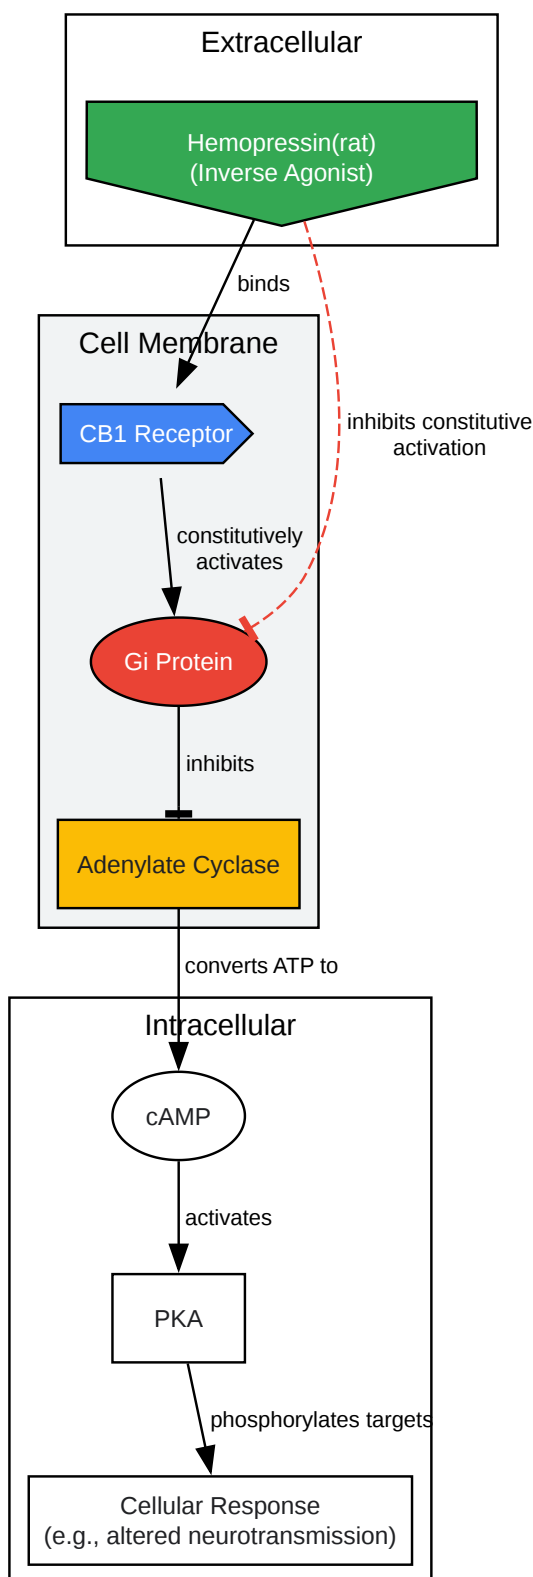 Extracellular
Hemopressin(rat)
(Inverse Agonist)
binds
Cell Membrane
CB1 Receptor
inhibits constitutive
activation
constitutively
activates
Gi Protein
inhibits
Adenylate Cyclase
converts ATP to
Intracellular
cAMP
activates
PKA
phosphorylates targets
Cellular Response
(e.g., altered neurotransmission)